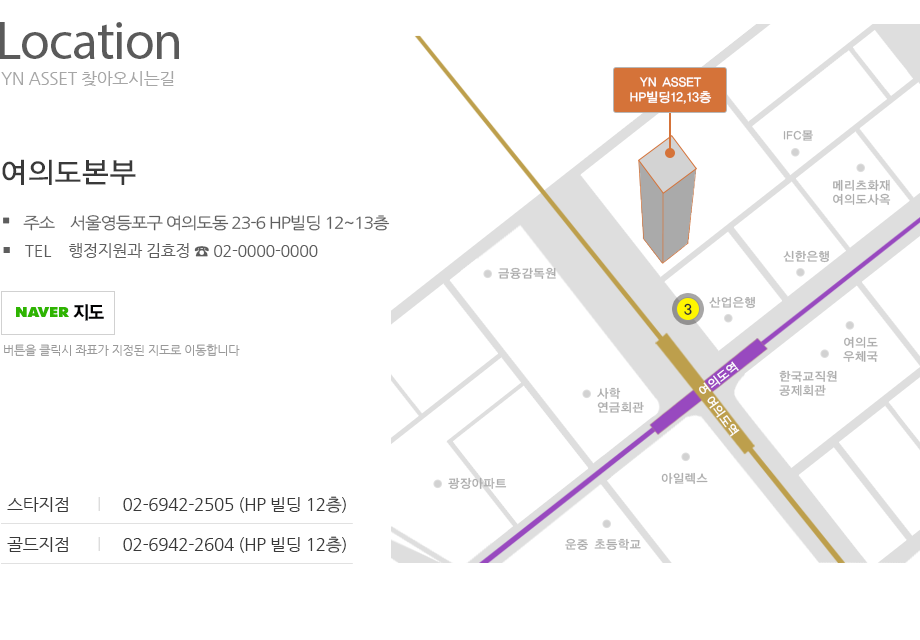 Location
YN ASSET 찾아오시는길
여의도본부
▪ 주소 서울영등포구 여의도동 23-6 HP빌딩 12~13층
▪ TEL 행정지원과 김효정 ☎ 02-0000-0000
NAVER 지도
버튼을 클릭시 좌표가 지정된 지도로 이동합니다
스타지점 | 02-6942-2505 (HP 빌딩 12층)
골드지점 | 02-6942-2604 (HP 빌딩 12층)
YN ASSET
HP빌딩12,13층
IFC몰
메리츠화재
여의도사옥
신한은행
금융감독원
산업은행
3
여의도
우체국
한국교직원
공제회관
여의도역
여의도역
사학
연금회관
아일렉스
광장아파트
운중 초등학교